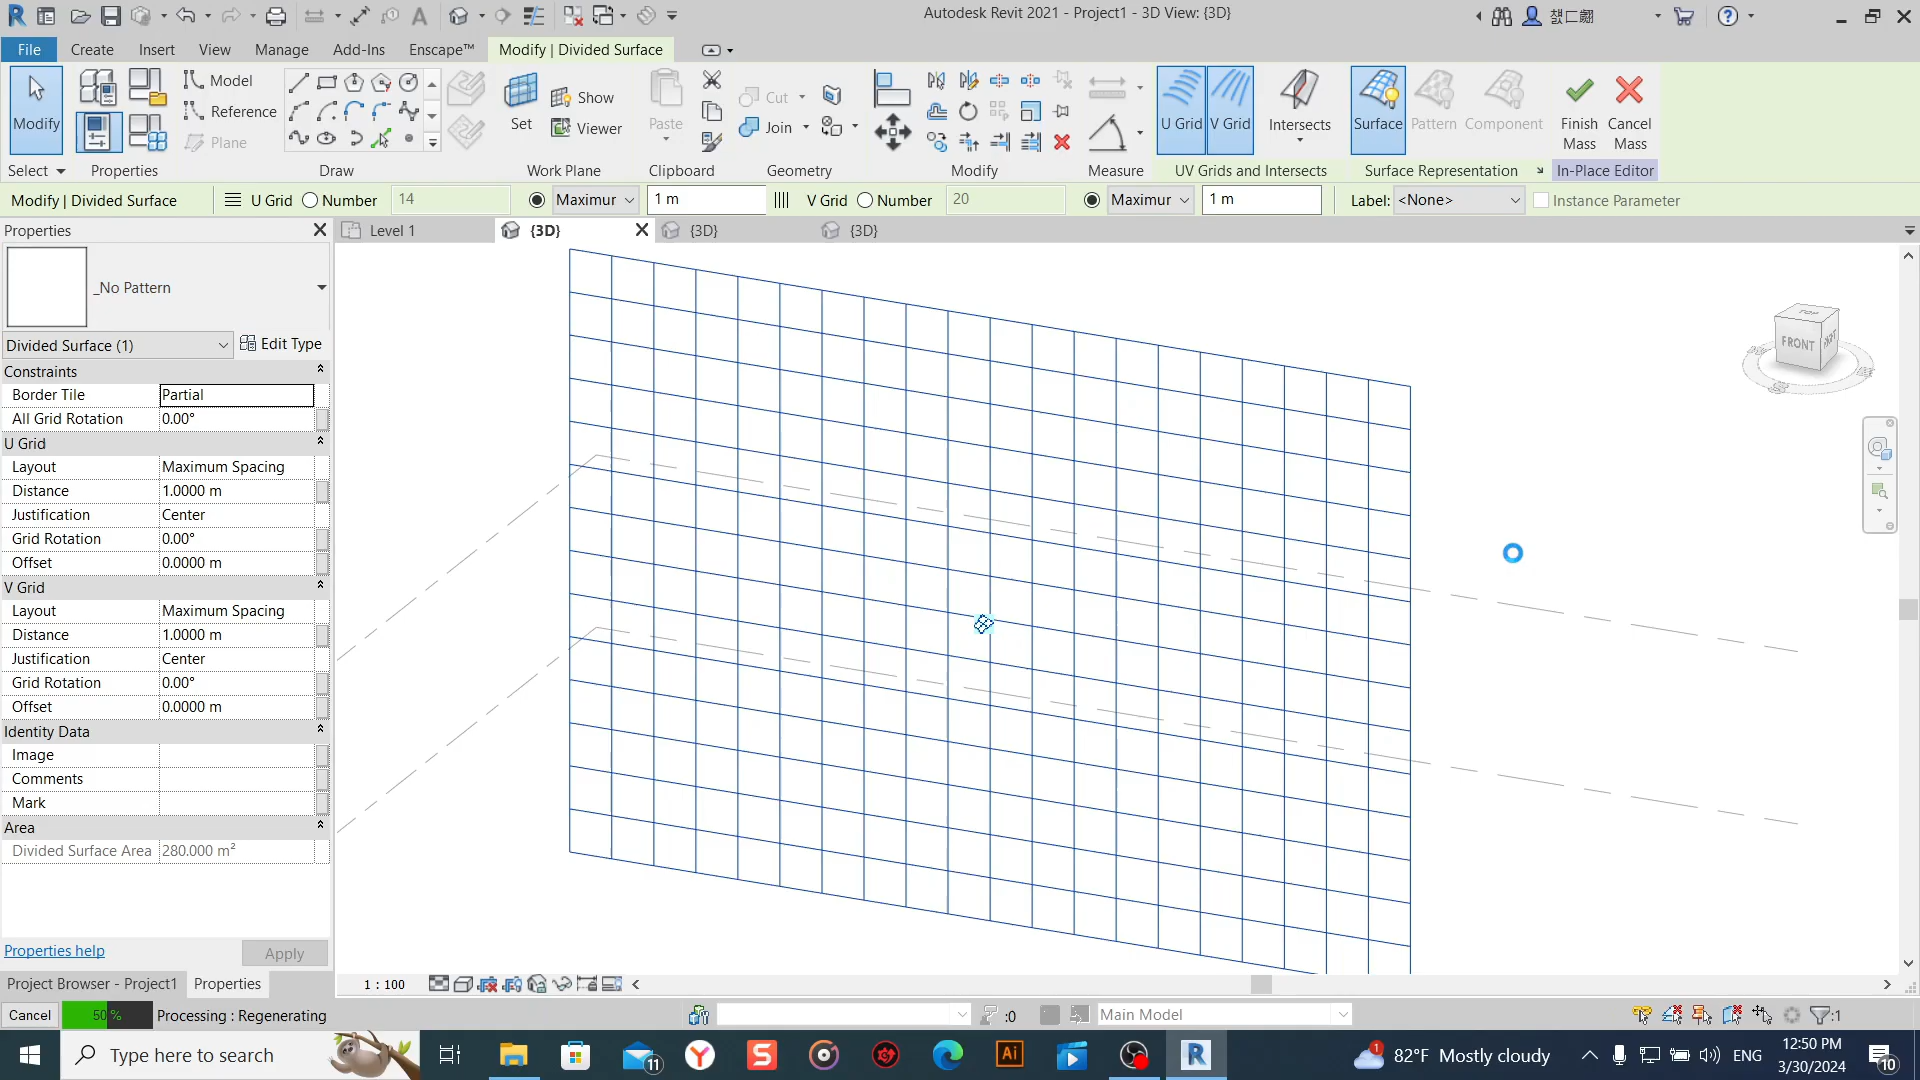 Autodesk Revit 2021 - Project1 - 3D View: {3D}
File Create Insert View Manage Add-Ins Enscape™ Modify | Divided Surface
Modify
Model
Reference
Plane
Set
Show
Viewer
Paste
Cut
Join
U Grid V Grid
Intersects
Surface Pattern Component
Finish Mass
Cancel Mass
Select Properties Draw Work Plane Clipboard Geometry Modify Measure UV Grids and Intersects Surface Representation In-Place Editor
Modify | Divided Surface U Grid Number 14 Maximur 1 m V Grid Number 20 Maximur 1 m Label: <None> Instance Parameter
Properties
Level 1 {3D} {3D} {3D}
_No Pattern
Divided Surface (1) Edit Type
Constraints
Border Tile Partial
All Grid Rotation 0.00°
U Grid
Layout Maximum Spacing
Distance 1.0000 m
Justification Center
Grid Rotation 0.00°
Offset 0.0000 m
V Grid
Layout Maximum Spacing
Distance 1.0000 m
Justification Center
Grid Rotation 0.00°
Offset 0.0000 m
Identity Data
Image
Comments
Mark
Area
Divided Surface Area 280.000 m²
TOP
FRONT
Properties help Apply
Project Browser - Project1 Properties
1 : 100
Cancel 50 % Processing : Regenerating
:0 Main Model :1
Type here to search
11
Ai
1
82°F Mostly cloudy
ENG
12:50 PM
3/30/2024
10